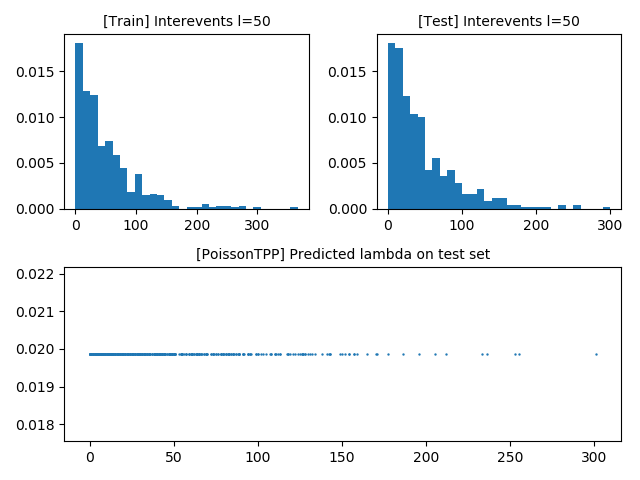 [Train] Interevents l=50
0.015
0.010
0.005
0.000
0 100 200 300
[Test] Interevents l=50
0.015
0.010
0.005
0.000
0 100 200 300
[PoissonTPP] Predicted lambda on test set
0.022
0.021
0.020
0.019
0.018
0 50 100 150 200 250 300